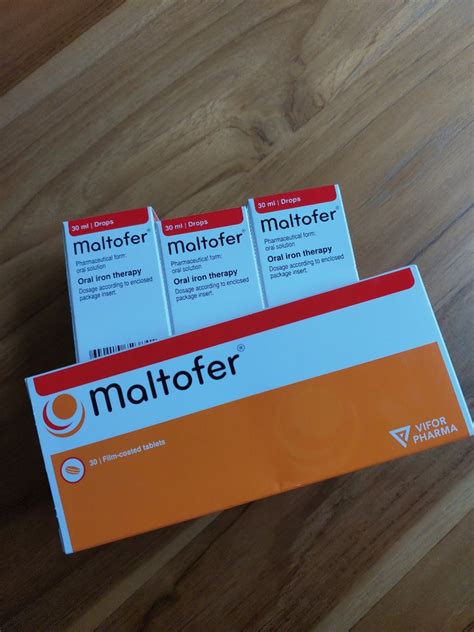 30 ml | Drops
Maltofer®
Pharmaceutical form:
oral solution
Oral iron therapy
Dosage according to enclosed
package insert.
30 ml | Drops
Maltofer®
Pharmaceutical form:
oral solution
Oral iron therapy
Dosage according to enclosed
package insert.
30 ml | Drops
Maltofer®
Pharmaceutical form:
oral solution
Oral iron therapy
Dosage according to enclosed
package insert.
Maltofer®
30 | Film-coated tablets
VIFOR
PHARMA